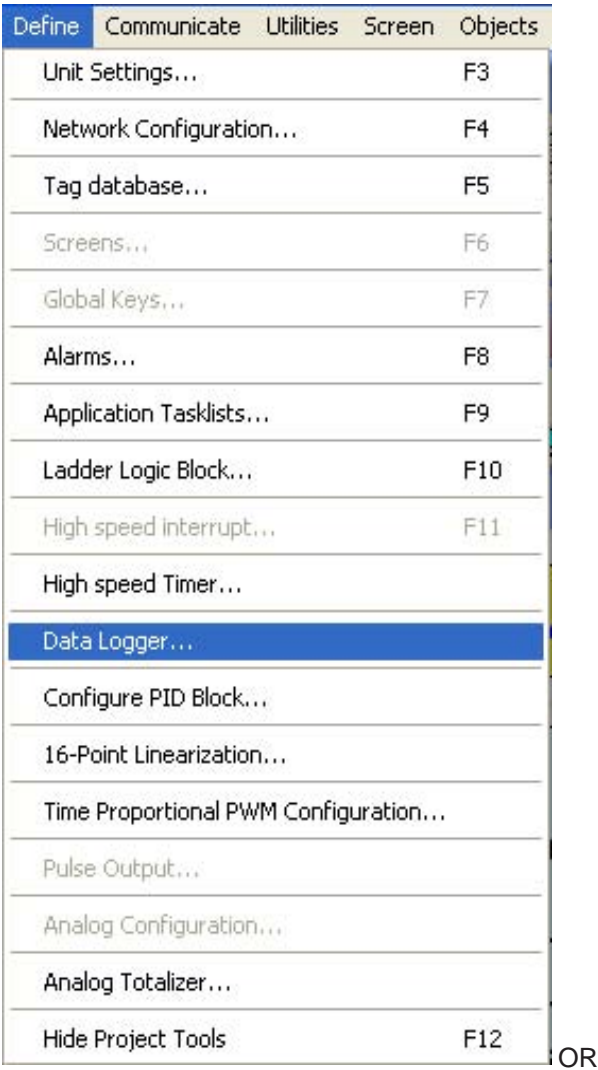 Define Communicate Utilities Screen Objects
Unit Settings... F3
Network Configuration... F4
Tag database... F5
Screens... F6
Global Keys... F7
Alarms... F8
Application Tasklists... F9
Ladder Logic Block... F10
High speed interrupt... F11
High speed Timer...
Data Logger...
Configure PID Block...
16-Point Linearization...
Time Proportional PWM Configuration...
Pulse Output...
Analog Configuration...
Analog Totalizer...
Hide Project Tools F12
OR